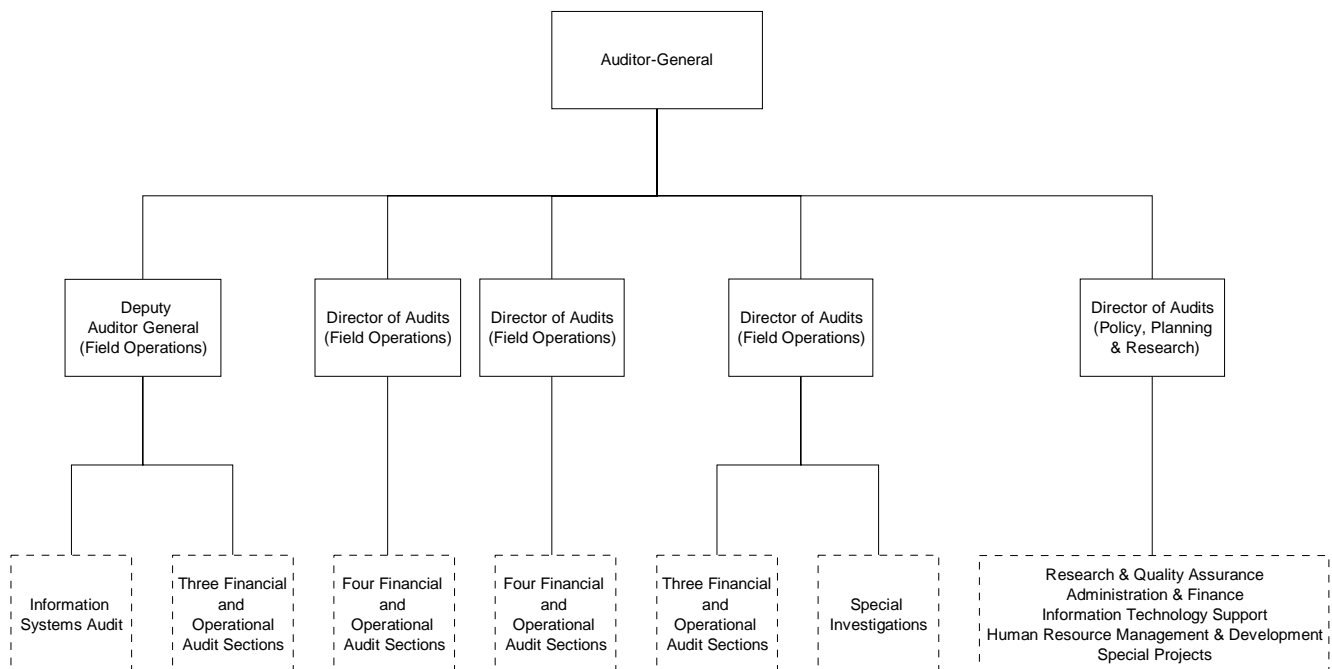 Auditor-General
Deputy
Auditor General
(Field Operations)
Director of Audits
(Field Operations)
Director of Audits
(Field Operations)
Director of Audits
(Field Operations)
Director of Audits
(Policy, Planning
& Research)
Information
Systems Audit
Three Financial
and
Operational
Audit Sections
Four Financial
and
Operational
Audit Sections
Four Financial
and
Operational
Audit Sections
Three Financial
and
Operational
Audit Sections
Special
Investigations
Research & Quality Assurance
Administration & Finance
Information Technology Support
Human Resource Management & Development
Special Projects